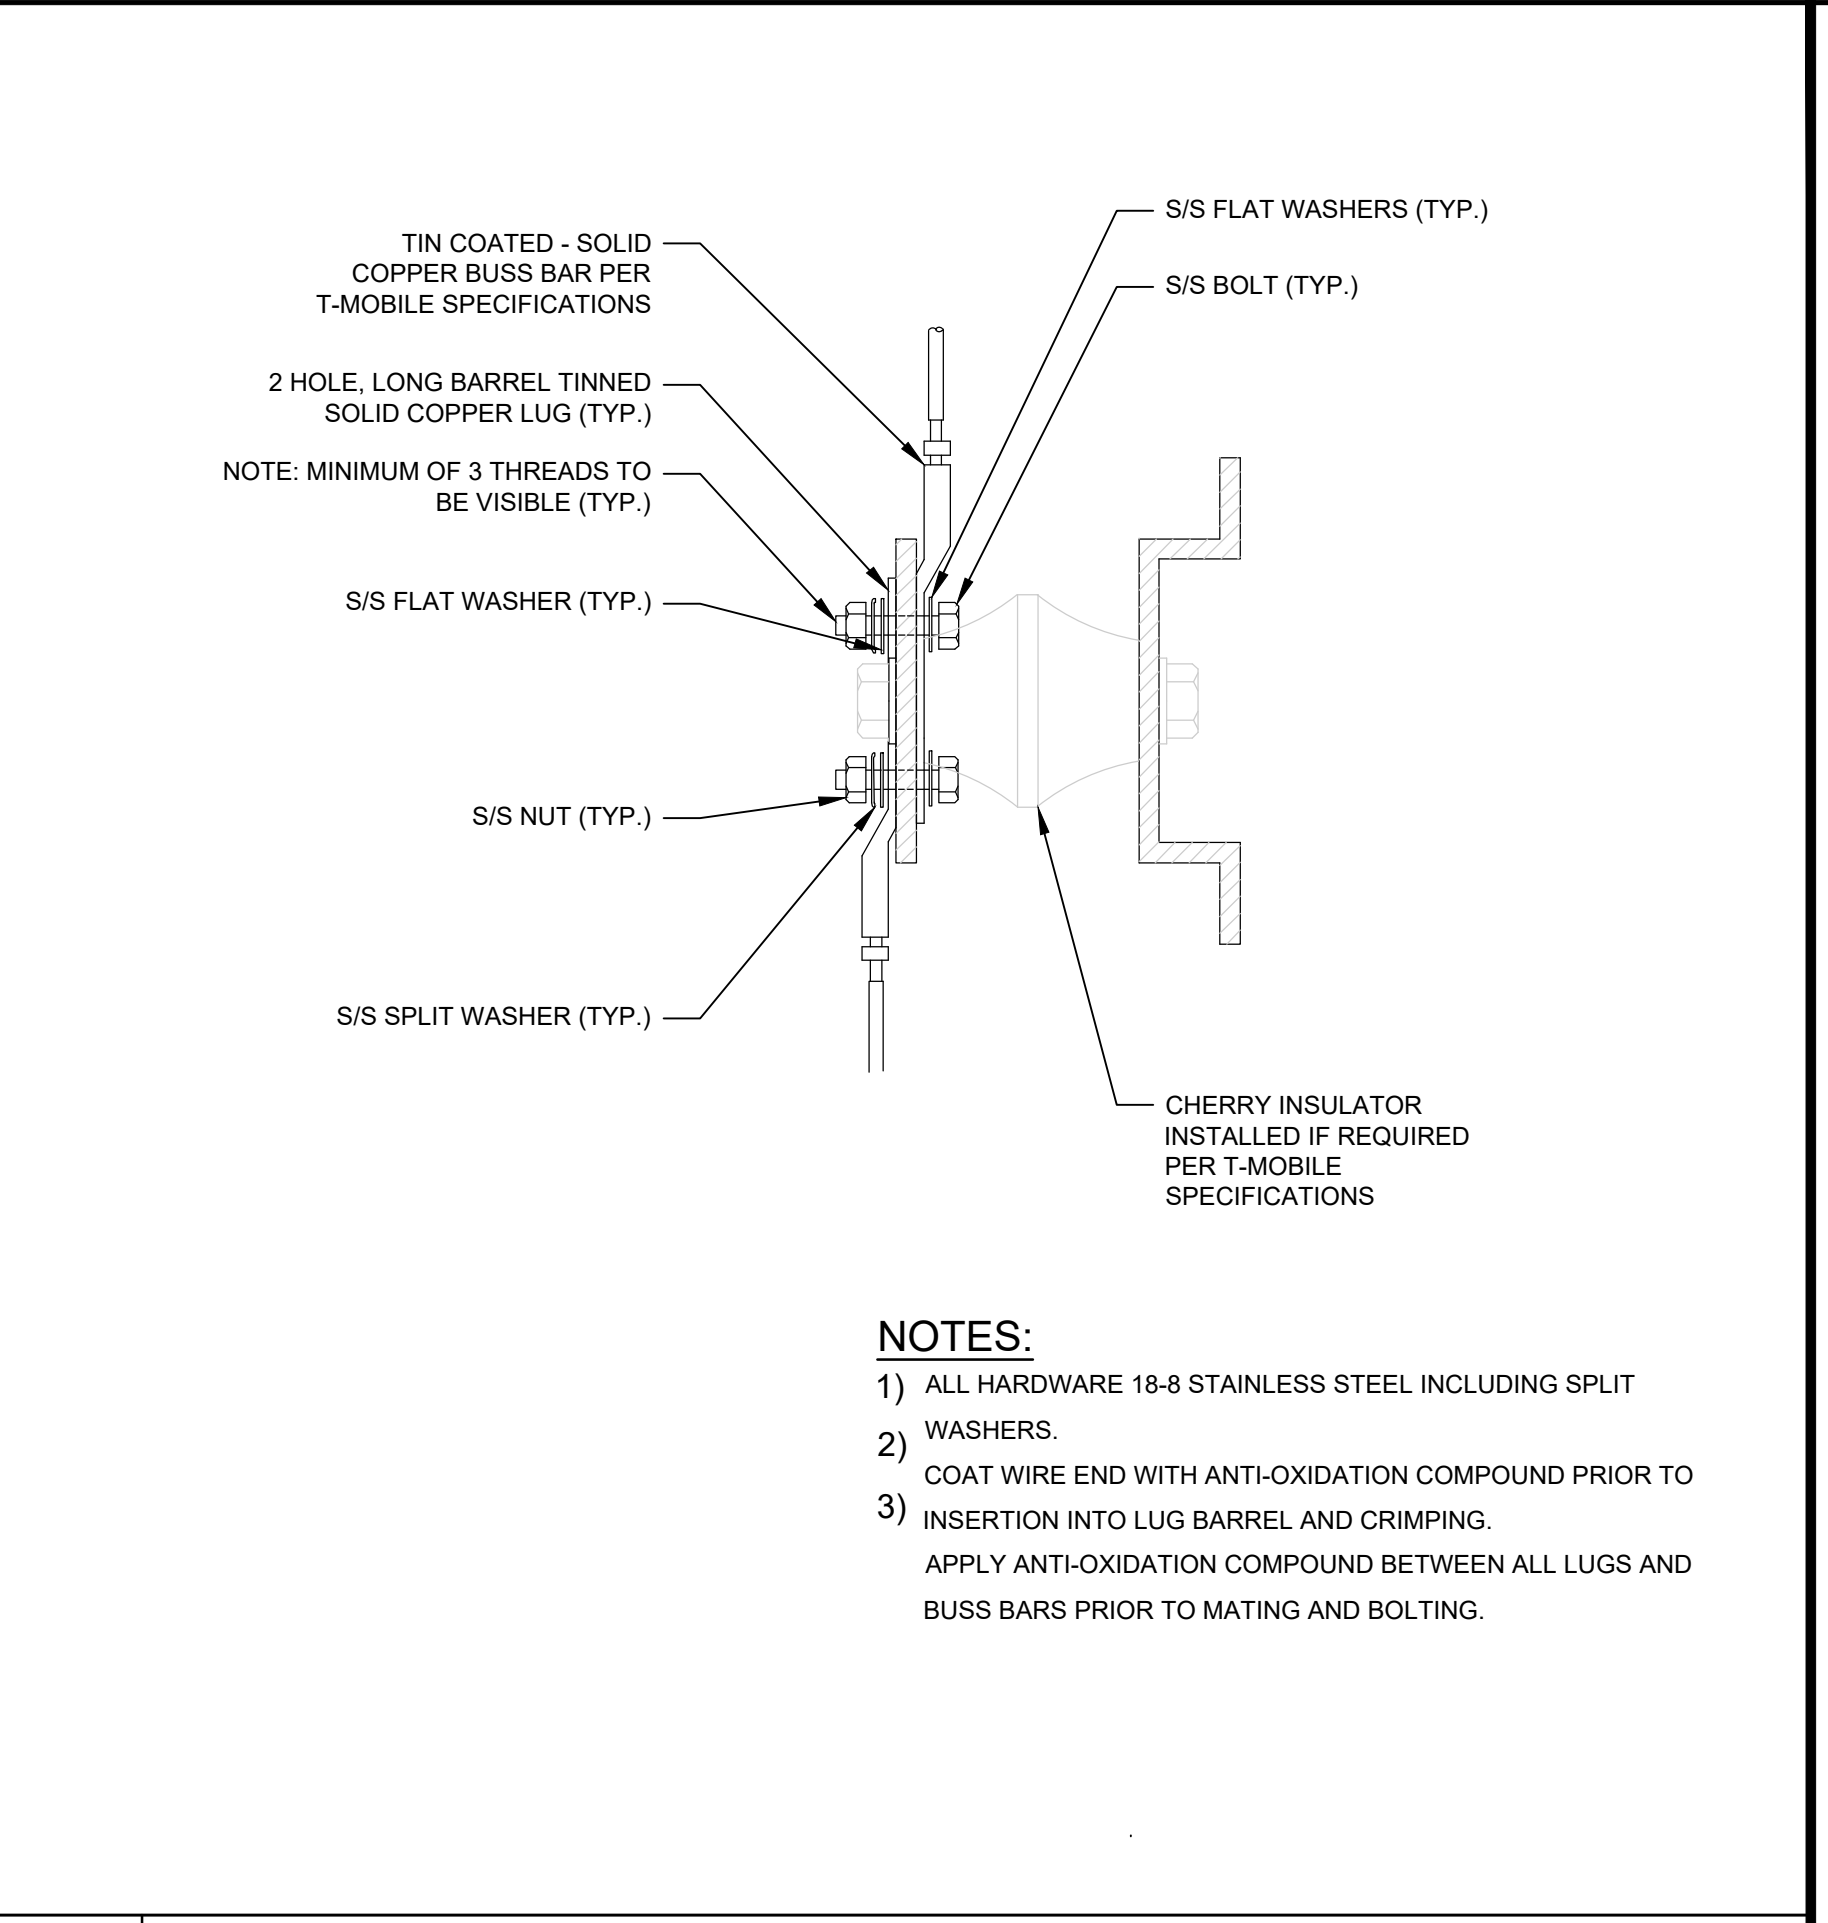 TIN COATED - SOLID
COPPER BUSS BAR PER
T-MOBILE SPECIFICATIONS
2 HOLE, LONG BARREL TINNED
SOLID COPPER LUG (TYP.)
NOTE: MINIMUM OF 3 THREADS TO
BE VISIBLE (TYP.)
S/S FLAT WASHER (TYP.)
S/S NUT (TYP.)
S/S SPLIT WASHER (TYP.)
S/S FLAT WASHERS (TYP.)
S/S BOLT (TYP.)
CHERRY INSULATOR
INSTALLED IF REQUIRED
PER T-MOBILE
SPECIFICATIONS
NOTES:
1) ALL HARDWARE 18-8 STAINLESS STEEL INCLUDING SPLIT
WASHERS.
2)
COAT WIRE END WITH ANTI-OXIDATION COMPOUND PRIOR TO
3)
INSERTION INTO LUG BARREL AND CRIMPING.
APPLY ANTI-OXIDATION COMPOUND BETWEEN ALL LUGS AND
BUSS BARS PRIOR TO MATING AND BOLTING.